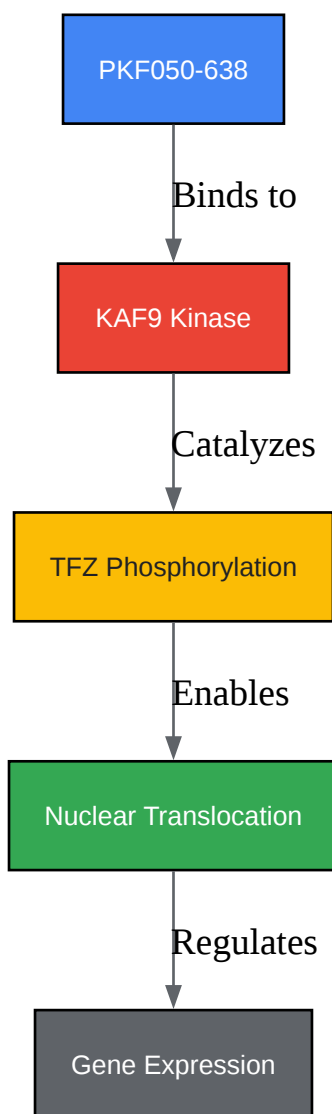 PKF050-638
Binds to
KAF9 Kinase
Catalyzes
TFZ Phosphorylation
Enables
Nuclear Translocation
Regulates
Gene Expression